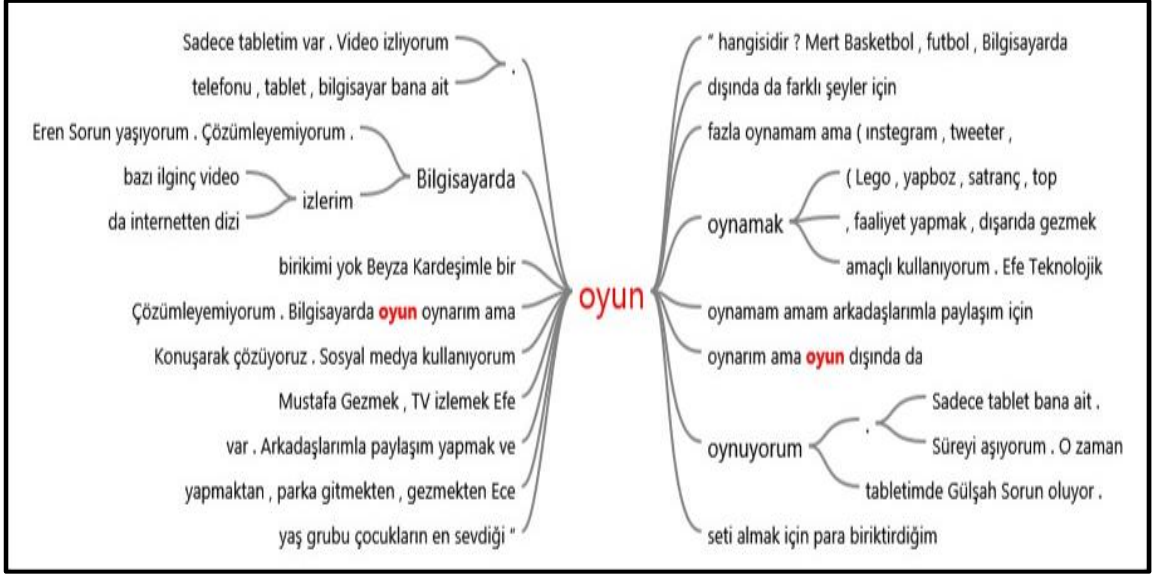 Sadece tabletim var . Video izliyorum
telefonu , tablet , bilgisayar bana ait
.
Eren Sorun yaşıyorum . Çözümleyemiyorum .
bazı ilginç video
da internetten dizi
izlerim
Bilgisayarda
birikimi yok Beyza Kardeşimle bir
Çözümleyemiyorum . Bilgisayarda oyun oynarım ama
Konuşarak çözüyoruz . Sosyal medya kullanıyorum
Mustafa Gezmek , TV izlemek Efe
var . Arkadaşlarımla paylaşım yapmak ve
yapmaktan , parka gitmekten , gezmekten Ece
yaş grubu çocukların en sevdiği "
oyun
" hangisidir ? Mert Basketbol , futbol , Bilgisayarda
dışında da farklı şeyler için
fazla oynamam ama ( ınstegram , tweeter ,
oynamak
( Lego , yapboz , satranç , top
, faaliyet yapmak , dışarıda gezmek
amaçlı kullanıyorum . Efe Teknolojik
oynamam amam arkadaşlarımla paylaşım için
oynarım ama oyun dışında da
oynuyorum
.
Sadece tablet bana ait .
Süreyi aşıyorum . O zaman
tabletimde Gülşah Sorun oluyor .
seti almak için para biriktirdiğim